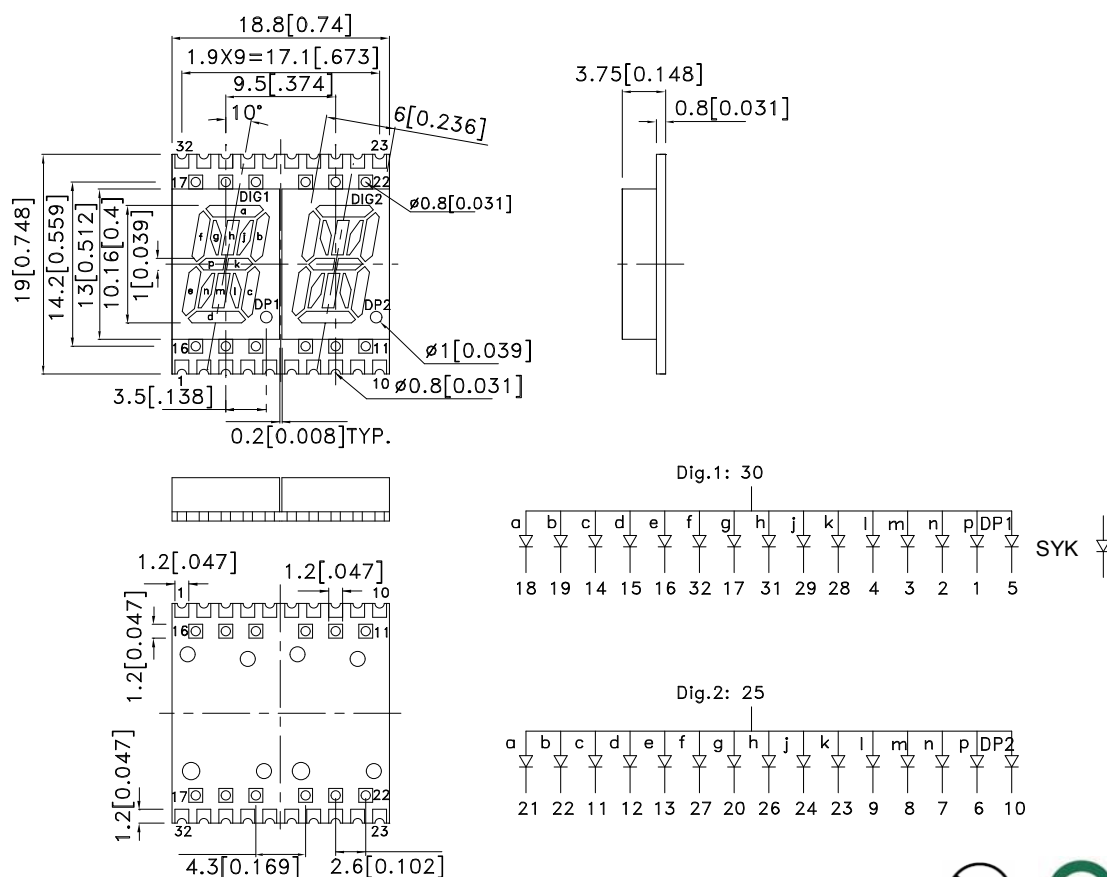 18.8[0.74]
1.9X9=17.1[.673]
9.5[.374]
10°
6[0.236]
32
23
17
22
ø0.8[0.031]
DIG1
DIG2
a
f
g
h
j
b
p
k
e
n
m
l
c
d
DP1
DP2
16
11
1
10
19[0.748]
14.2[0.559]
13[0.512]
10.16[0.4]
1[0.039]
ø1[0.039]
ø0.8[0.031]
3.5[.138]
0.2[0.008]TYP.
3.75[0.148]
0.8[0.031]
1.2[.047]
1.2[.047]
1
10
16
11
1.2[0.047]
1.2[0.047]
17
22
32
23
4.3[0.169]
2.6[0.102]
Dig.1: 30
a b c d e f g h j k l m n p DP1
SYK
18 19 14 15 16 32 17 31 29 28 4 3 2 1 5
Dig.2: 25
a b c d e f g h j k l m n p DP2
21 22 11 12 13 27 20 26 24 23 9 8 7 6 10